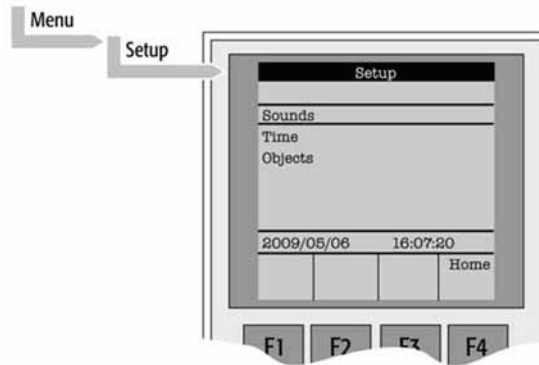 Menu
Setup
Setup
Sounds
Time
Objects
2009/05/06 16:07:20
Home
F1 F2 F3 F4